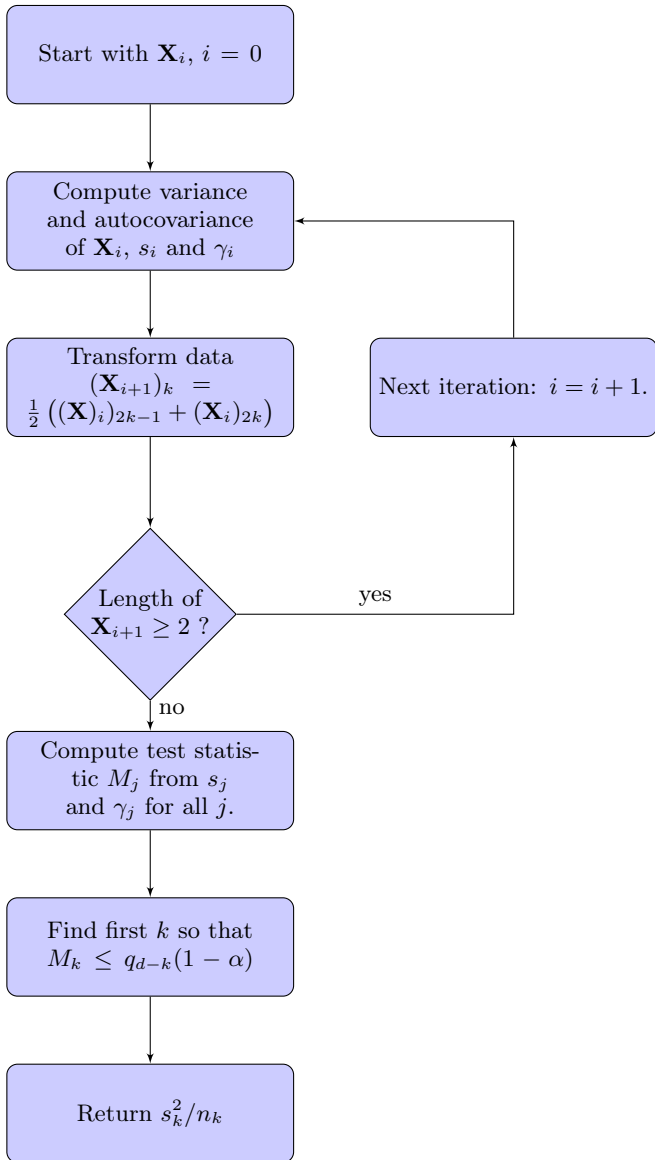 Start with 𝐗ᵢ, i = 0
Compute variance
and autocovariance
of 𝐗ᵢ, sᵢ and γᵢ
Transform data
(𝐗ᵢ₊₁)ₖ =
½ ((𝐗)ᵢ)₂ₖ₋₁ + (𝐗ᵢ)₂ₖ)
Next iteration: i = i + 1.
Length of
𝐗ᵢ₊₁ ≥ 2 ?
yes
no
Compute test statis-
tic Mⱼ from sⱼ
and γⱼ for all j.
Find first k so that
Mₖ ≤ q_{d−k}(1 − α)
Return sₖ²/nₖ